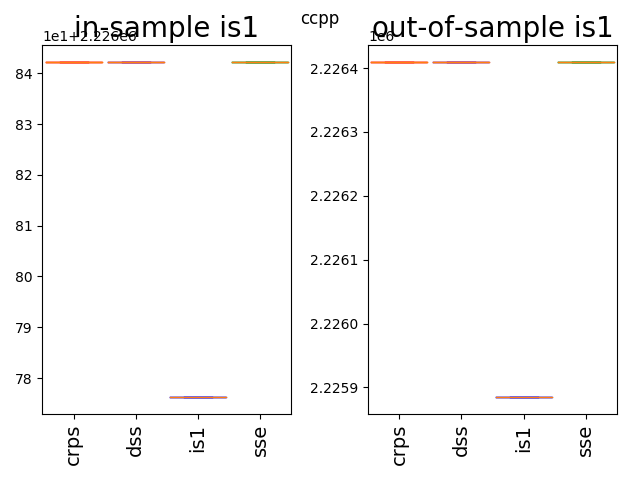 ccpp
in-sample is1
1e1+2.226e6
84
83
82
81
80
79
78
crps
dss
is1
sse
out-of-sample is1
1e6
2.2264
2.2263
2.2262
2.2261
2.2260
2.2259
crps
dss
is1
sse